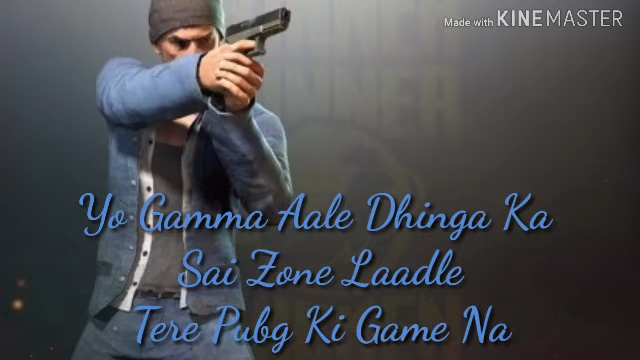 Made with KINEMASTER
Yo Gamma Aale Dhinga Ka
Sai Zone Laadle
Tere Pubg Ki Game Na